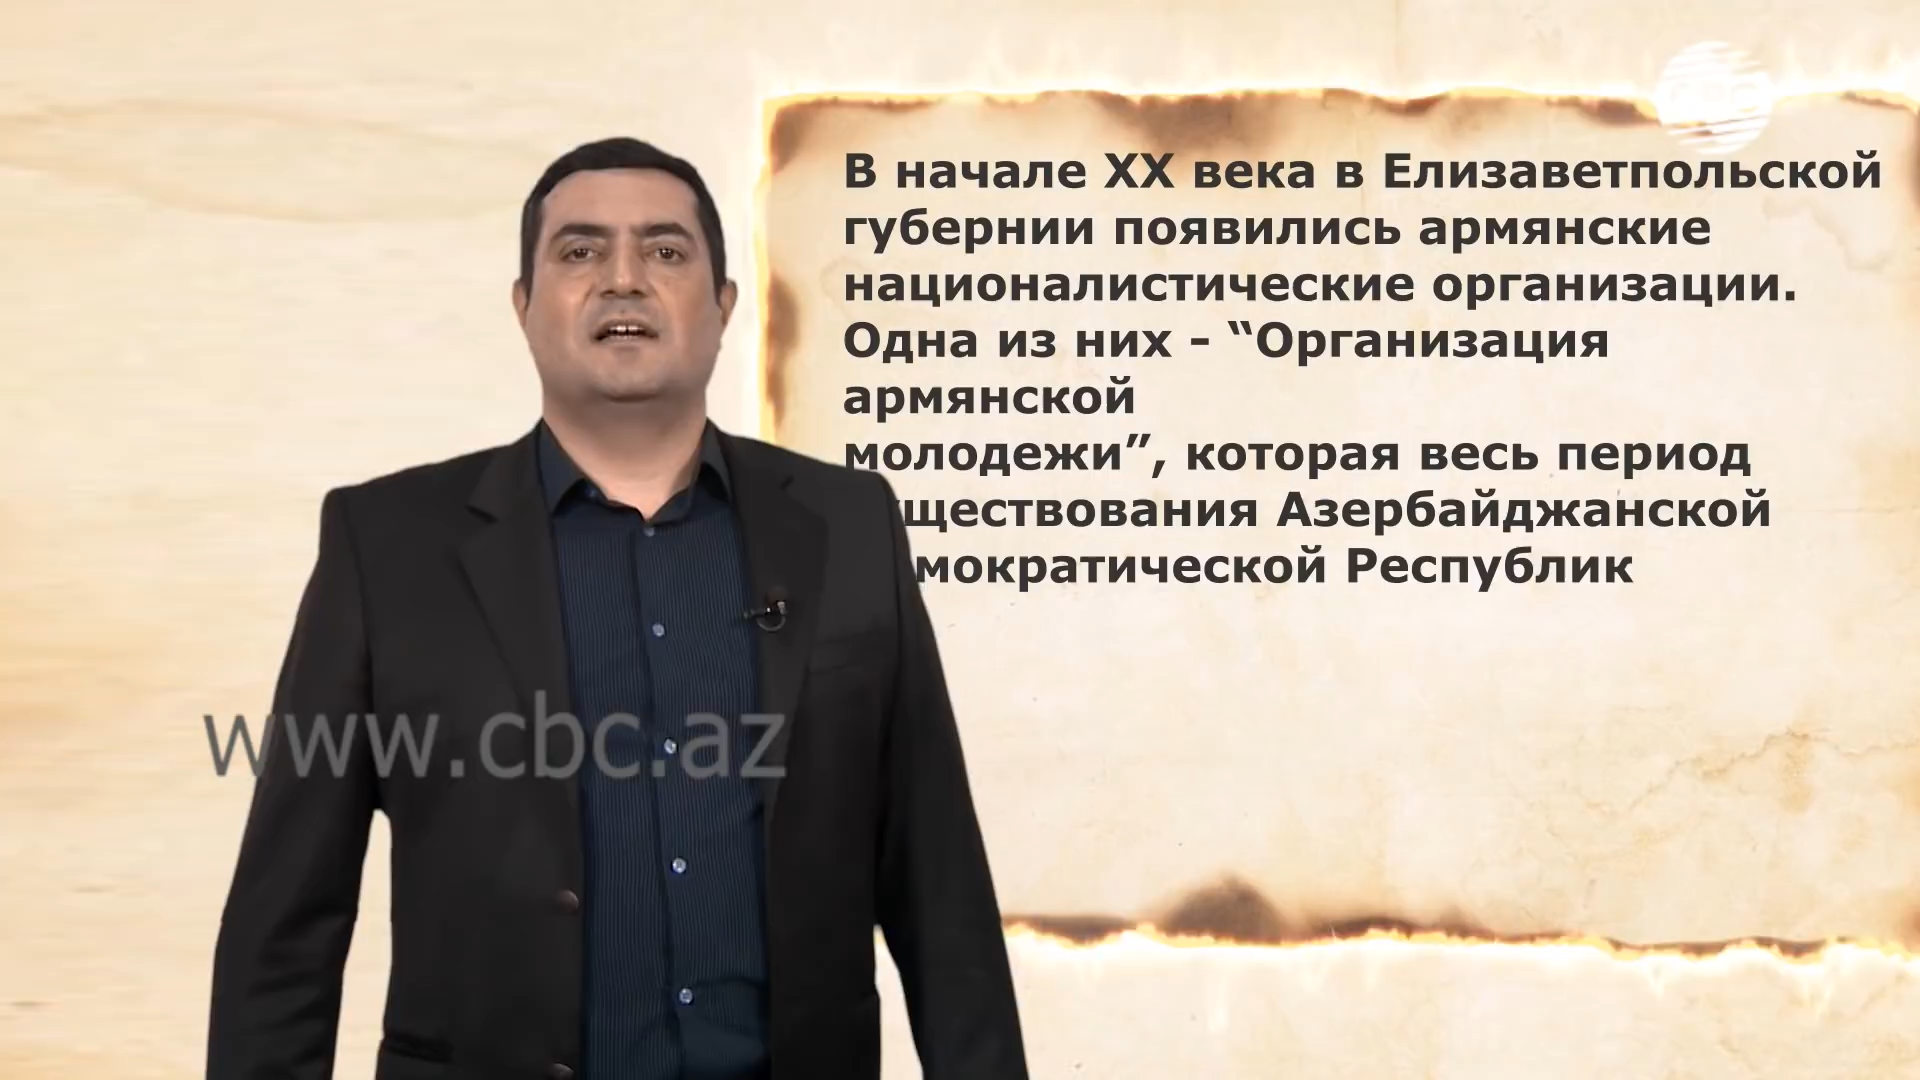 CBC
В начале XX века в Елизаветпольской
губернии появились армянские
националистические организации.
Одна из них - “Организация
армянской
молодежи”, которая весь период
Азербайджанской
Республик
www.cbc.az